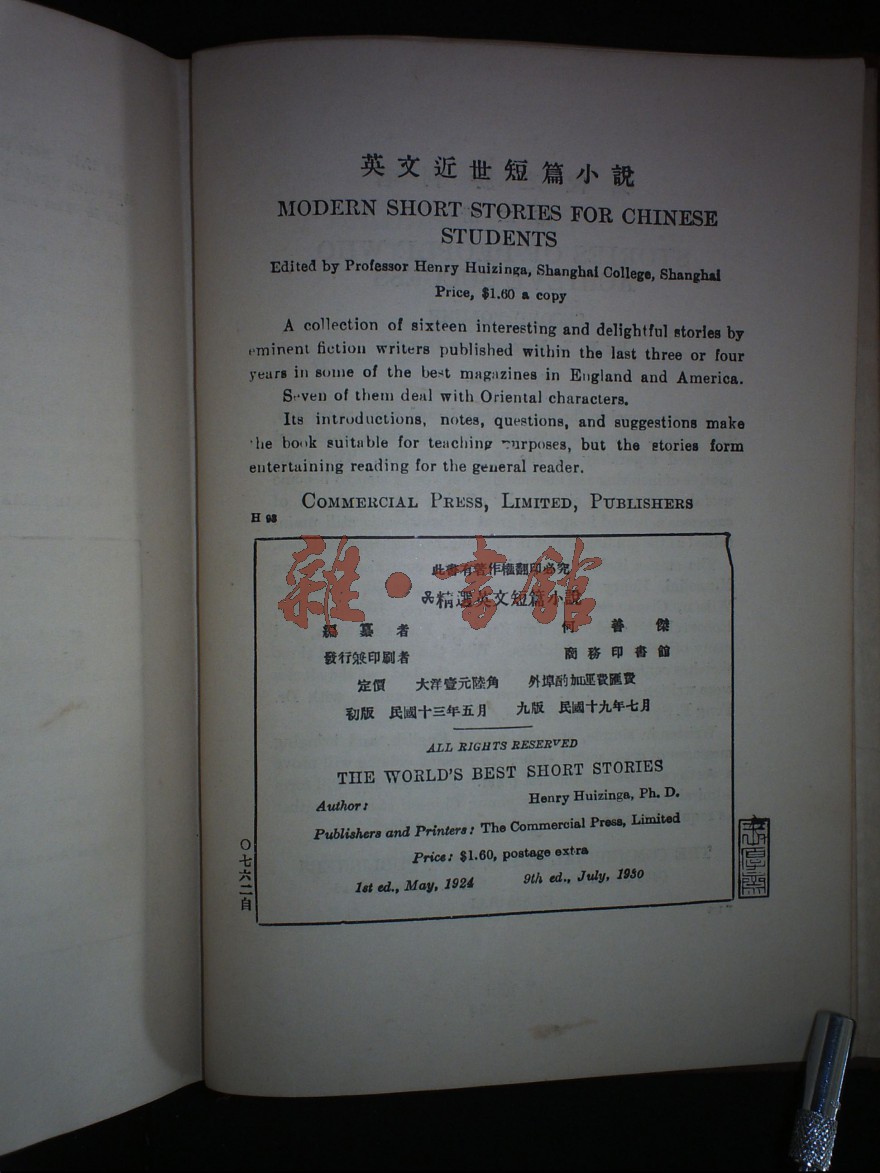 英文近世短篇小說
MODERN SHORT STORIES FOR CHINESE
STUDENTS
Edited by Professor Henry Huizinga, Shanghai College, Shanghai
Price, $1.60 a copy
A collection of sixteen interesting and delightful stories by
eminent fiction writers published within the last three or four
years in some of the best magazines in England and America.
Seven of them deal with Oriental characters.
Its introductions, notes, questions, and suggestions make
the book suitable for teaching purposes, but the stories form
entertaining reading for the general reader.
COMMERCIAL PRESS, LIMITED, PUBLISHERS
H 98
雜·書館
此書有著作權翻印必究
精選英文短篇小說
編纂者 何善傑
發行兼印刷者 商務印書館
定價 大洋壹元陸角 外埠酌加運費匯費
初版 民國十三年五月 九版 民國十九年七月
ALL RIGHTS RESERVED
THE WORLD'S BEST SHORT STORIES
Author: Henry Huizinga, Ph. D.
Publishers and Printers: The Commercial Press, Limited
Price: $1.60, postage extra
1st ed., May, 1924 9th ed., July, 1930
〇七六二自